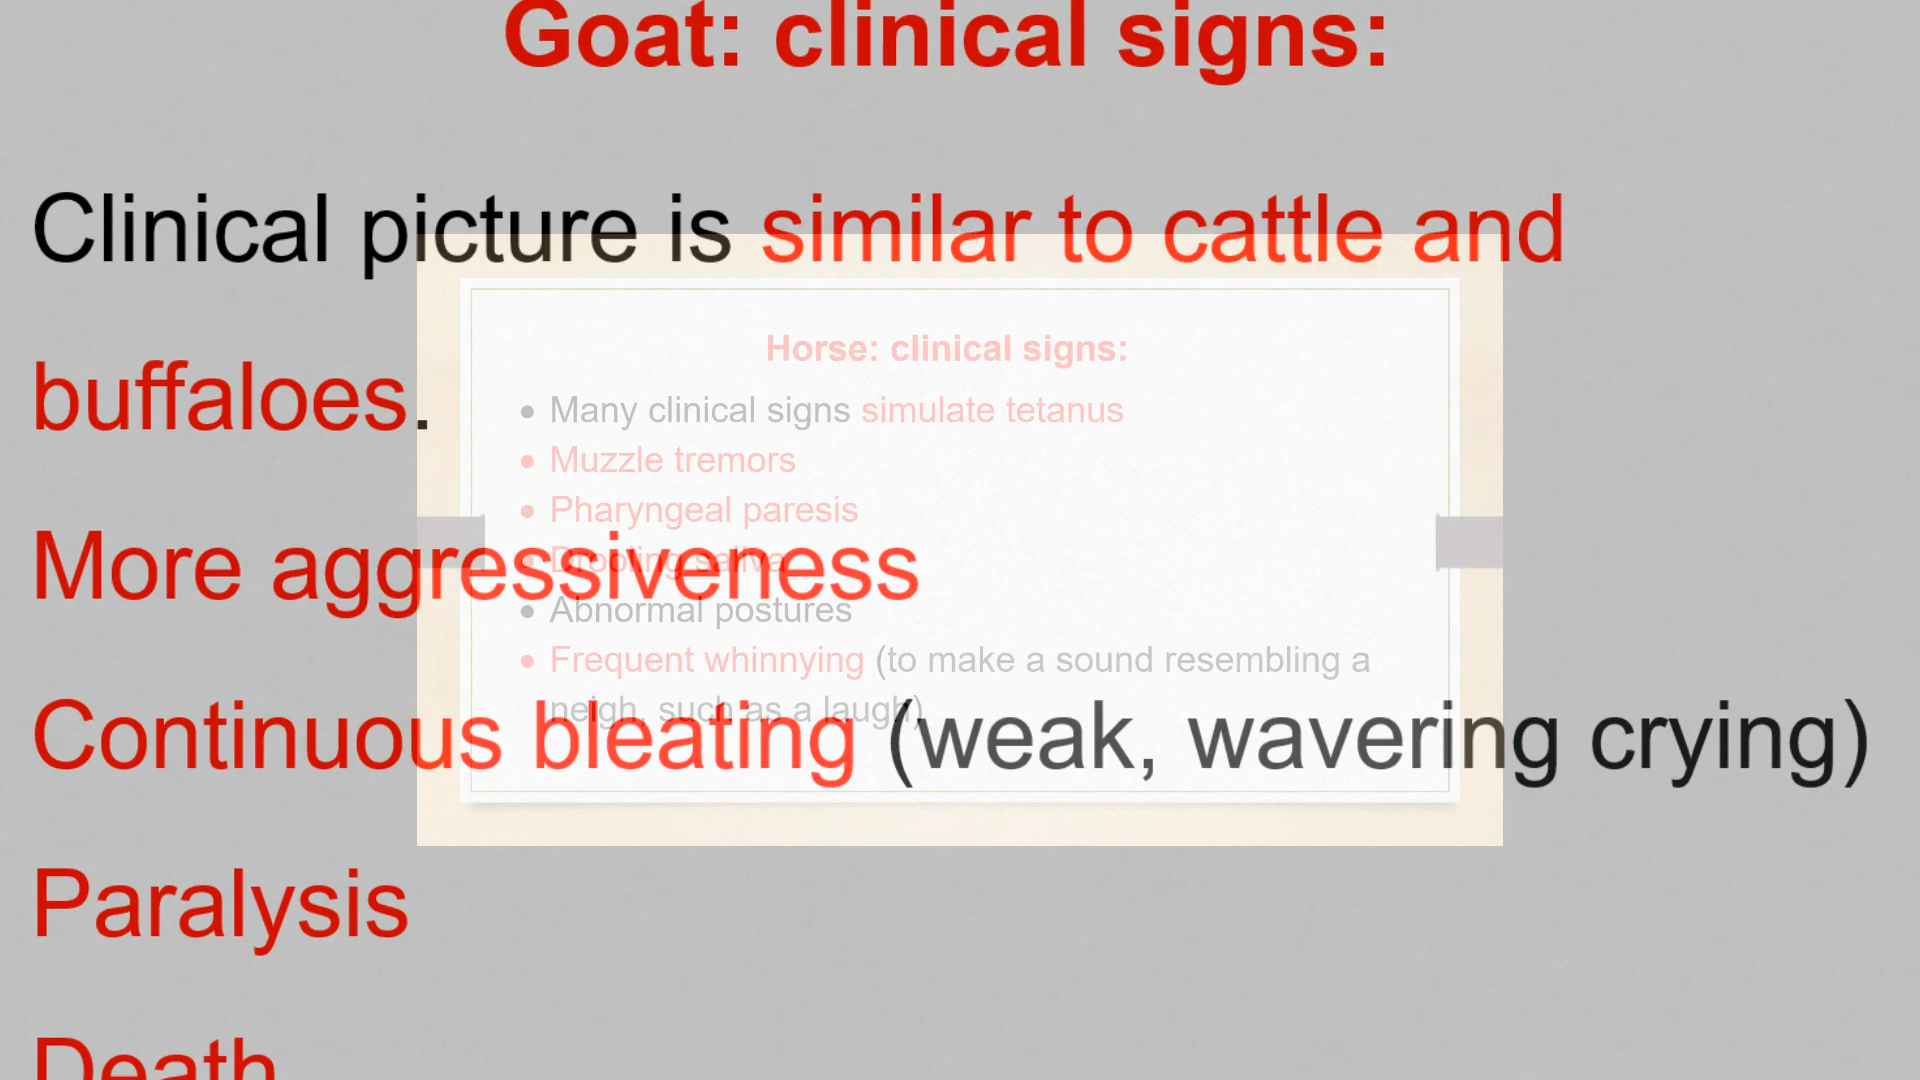 Goat: clinical signs:
Clinical picture is similar to cattle and
buffaloes.
More aggressiveness
Continuous bleating (weak, wavering crying)
Paralysis
Death
Horse: clinical signs:
• Many clinical signs simulate tetanus
• Muzzle tremors
• Pharyngeal paresis
• Drooling saliva
• Abnormal postures
• Frequent whinnying (to make a sound resembling a
neigh, such as a laugh)